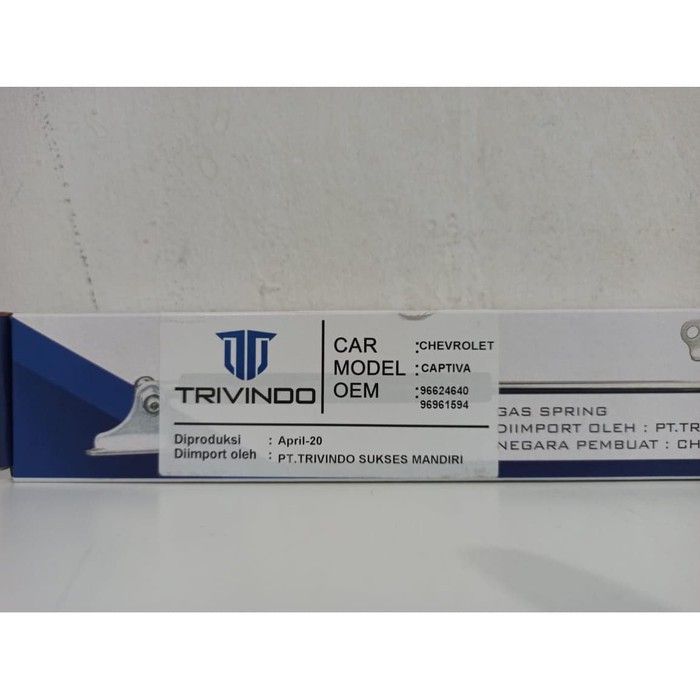 TRIVINDO
CAR : CHEVROLET
MODEL : CAPTIVA
OEM : 96624640
96961594
Diproduksi : April-20
Diimport oleh : PT.TRIVINDO SUKSES MANDIRI
GAS SPRING
DIIMPORT OLEH : PT.TR
NEGARA PEMBUAT : CH